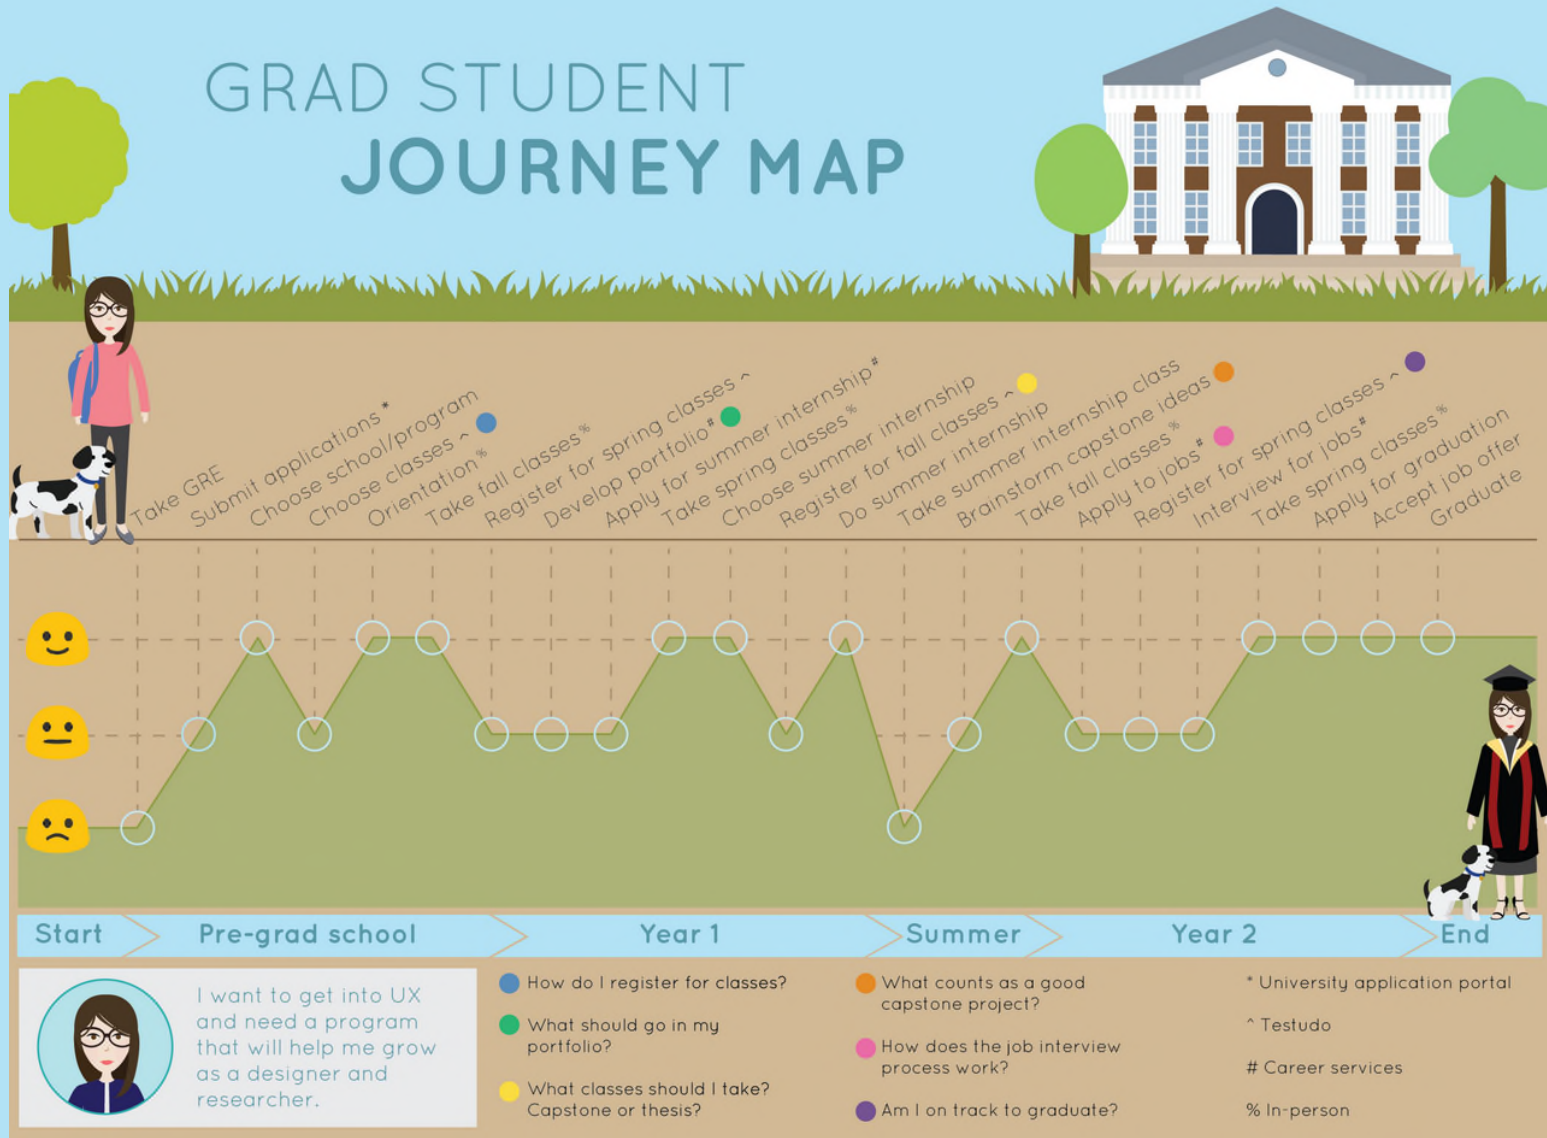 GRAD STUDENT
JOURNEY MAP
Take GRE
Submit applications *
Choose school/program
Choose classes ^
Orientation %
Take fall classes %
Register for spring classes ^
Develop portfolio #
Apply for summer internship #
Take spring classes %
Choose summer internship
Register for fall classes ^
Do summer internship
Take summer internship class
Brainstorm capstone ideas
Take fall classes %
Apply to jobs #
Register for spring classes ^
Interview for jobs #
Take spring classes %
Apply for graduation
Accept job offer
Graduate
Start
Pre-grad school
Year 1
Summer
Year 2
End
I want to get into UX
and need a program
that will help me grow
as a designer and
researcher.
How do I register for classes?
What should go in my
portfolio?
What classes should I take?
Capstone or thesis?
What counts as a good
capstone project?
How does the job interview
process work?
Am I on track to graduate?
* University application portal
^ Testudo
# Career services
% In-person